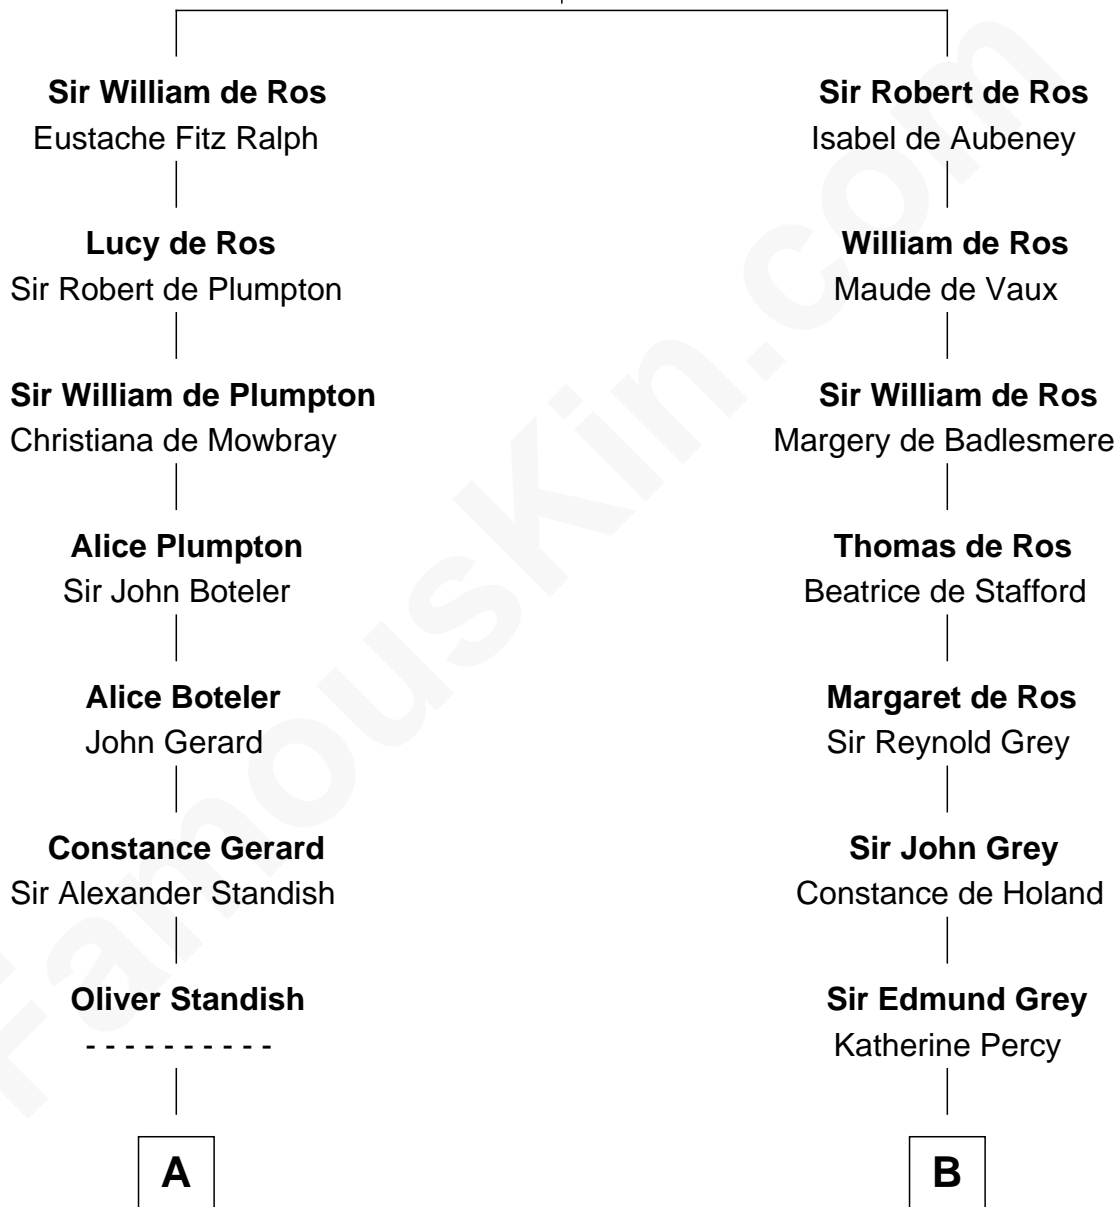 Sir William de Ros
Eustache Fitz Ralph
Lucy de Ros
Sir Robert de Plumpton
Sir William de Plumpton
Christiana de Mowbray
Alice Plumpton
Sir John Boteler
Alice Boteler
John Gerard
Constance Gerard
Sir Alexander Standish
Oliver Standish
- - - - - - - - - -
A
Sir Robert de Ros
Isabel de Aubeney
William de Ros
Maude de Vaux
Sir William de Ros
Margery de Badlesmere
Thomas de Ros
Beatrice de Stafford
Margaret de Ros
Sir Reynold Grey
Sir John Grey
Constance de Holand
Sir Edmund Grey
Katherine Percy
B
FamousKin.com